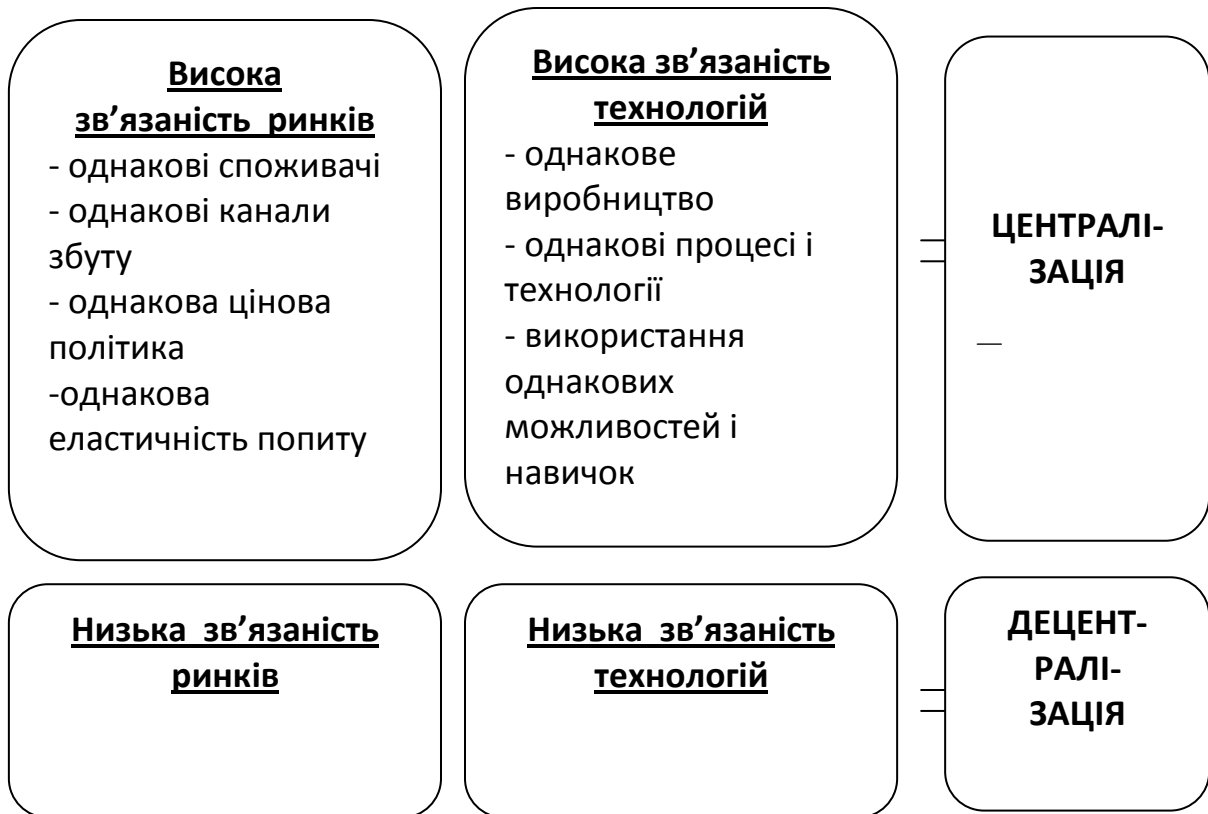 Висока
зв’язаність ринків
- однакові споживачі
- однакові канали
збуту
- однакова цінова
політика
-однакова
еластичність попиту
Висока зв’язаність
технологій
- однакове
виробництво
- однакові процесі і
технології
- використання
однакових
можливостей і
навичок
ЦЕНТРАЛІ-
ЗАЦІЯ
Низька зв’язаність
ринків
Низька зв’язаність
технологій
ДЕЦЕНТ-
РАЛІ-
ЗАЦІЯ